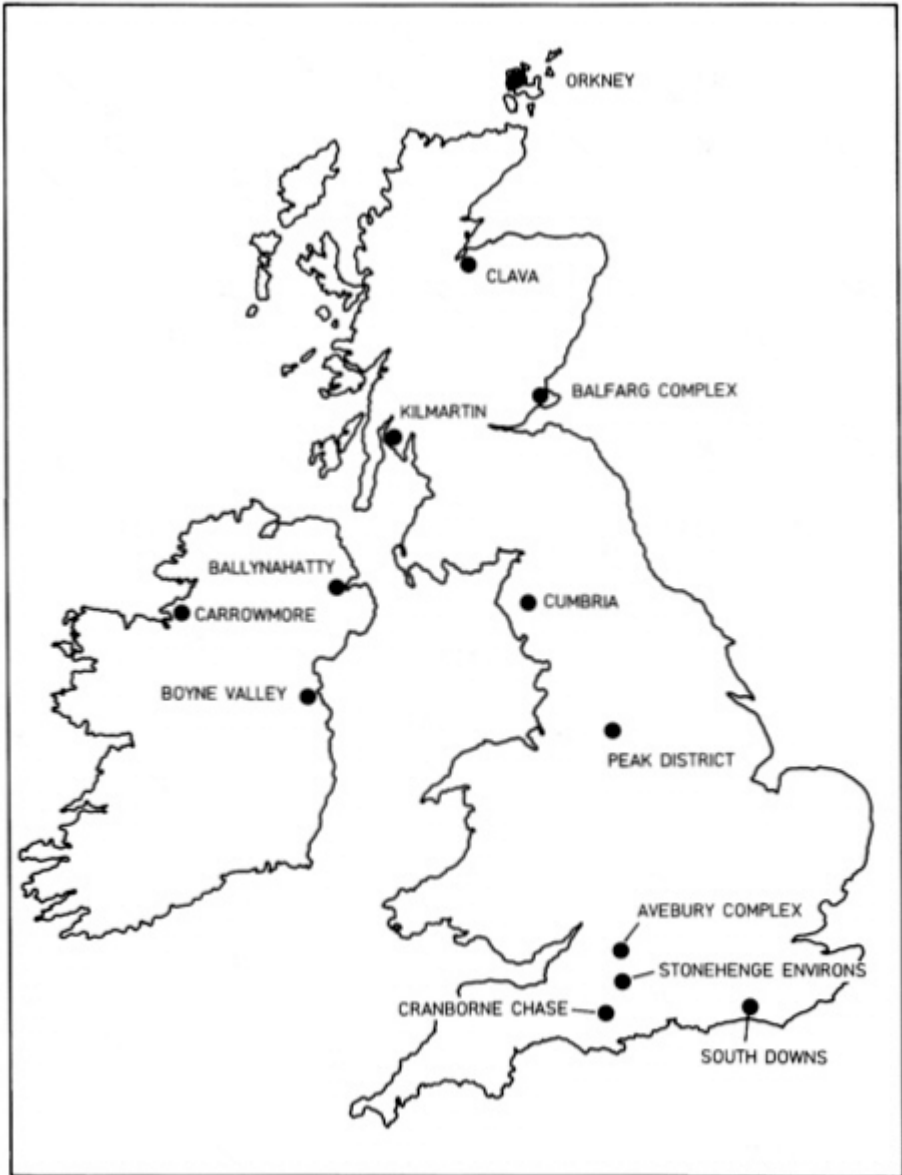 ORKNEY
CLAVA
BALFARG COMPLEX
KILMARTIN
BALLYNAHATTY
CARROWMORE
CUMBRIA
BOYNE VALLEY
PEAK DISTRICT
AVEBURY COMPLEX
STONEHENGE ENVIRONS
CRANBORNE CHASE
SOUTH DOWNS